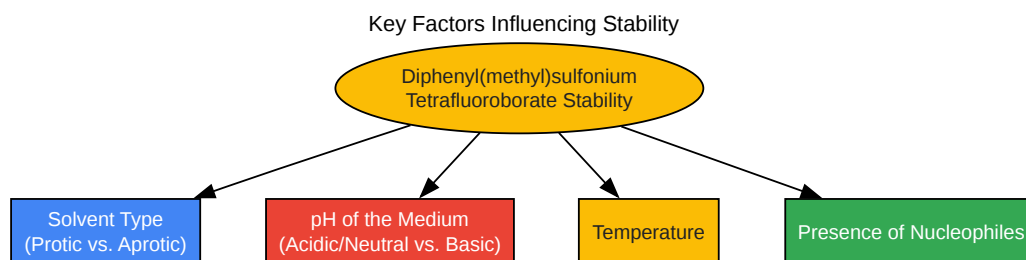 Key Factors Influencing Stability
Diphenyl(methyl)sulfonium
Tetrafluoroborate Stability
Solvent Type
(Protic vs. Aprotic)
pH of the Medium
(Acidic/Neutral vs. Basic)
Temperature
Presence of Nucleophiles